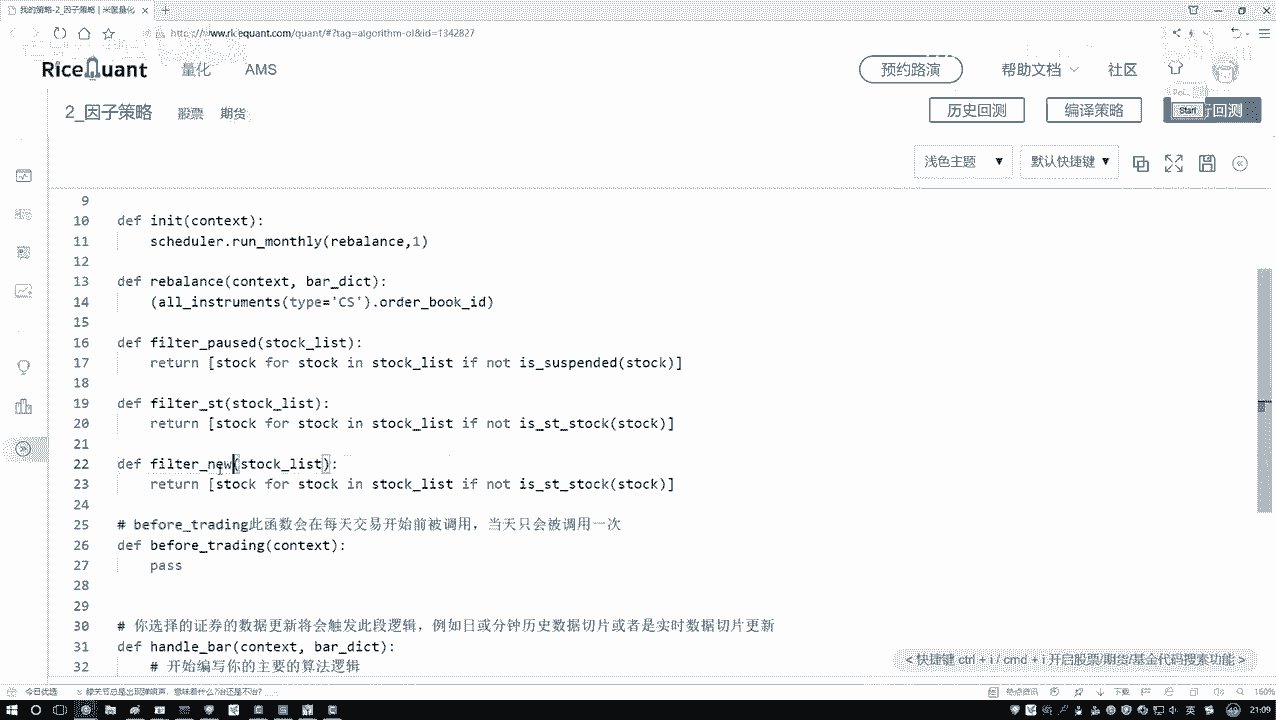 我的策略-2_因子策略 | 米筐量化
http://www.ricequant.com/quant/#?tag=algorithm-ol&id=1342827
RiceQuant 量化 AMS 预约路演 帮助文档 社区
2_因子策略 股票 期货 历史回测 编译策略 Start 回测
浅色主题 默认快捷键
9
10 def init(context):
11 scheduler.run_monthly(rebalance,1)
12
13 def rebalance(context, bar_dict):
14 (all_instruments(type='CS').order_book_id)
15
16 def filter_paused(stock_list):
17 return [stock for stock in stock_list if not is_suspended(stock)]
18
19 def filter_st(stock_list):
20 return [stock for stock in stock_list if not is_st_stock(stock)]
21
22 def filter_new(stock_list):
23 return [stock for stock in stock_list if not is_st_stock(stock)]
24
25 # before_trading此函数会在每天交易开始前被调用，当天只会被调用一次
26 def before_trading(context):
27 pass
28
29
30 # 你选择的证券的数据更新将会触发此段逻辑，例如日或分钟历史数据切片或者是实时数据切片更新
31 def handle_bar(context, bar_dict):
32 # 开始编写你的主要的算法逻辑
< 快捷键 ctrl + i / cmd + i 开启股票/期货/基金代码搜索功能 >
今日优选 热点资讯 下载 160%
英 21:09